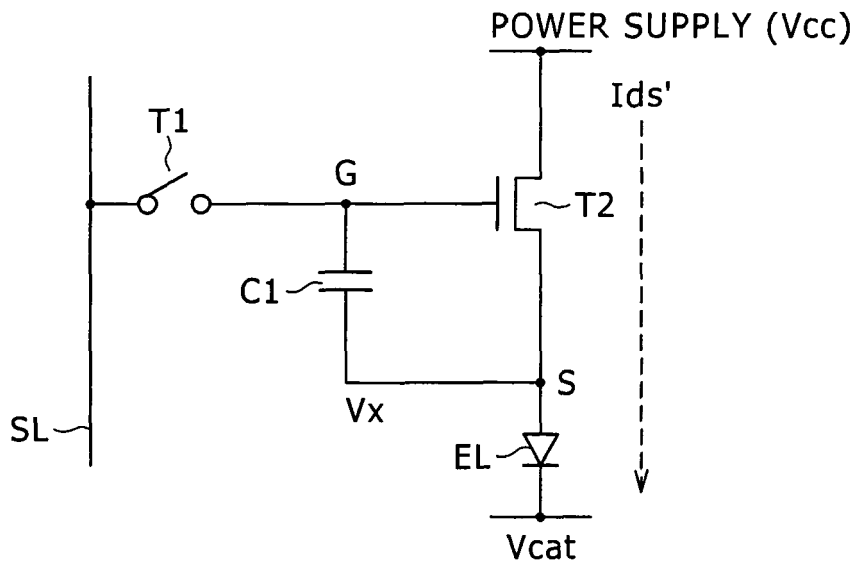 POWER SUPPLY (Vcc)
Ids'
T1
G
T2
C1
S
Vx
SL
EL
Vcat